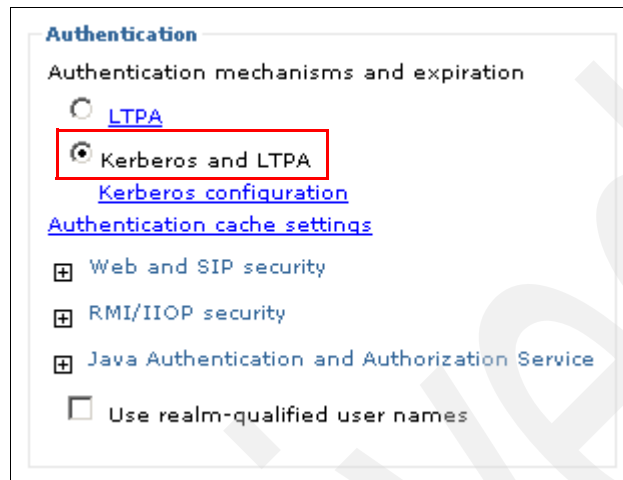 Authentication
Authentication mechanisms and expiration
LTPA
Kerberos and LTPA
Kerberos configuration
Authentication cache settings
Web and SIP security
RMI/IIOP security
Java Authentication and Authorization Service
Use realm-qualified user names